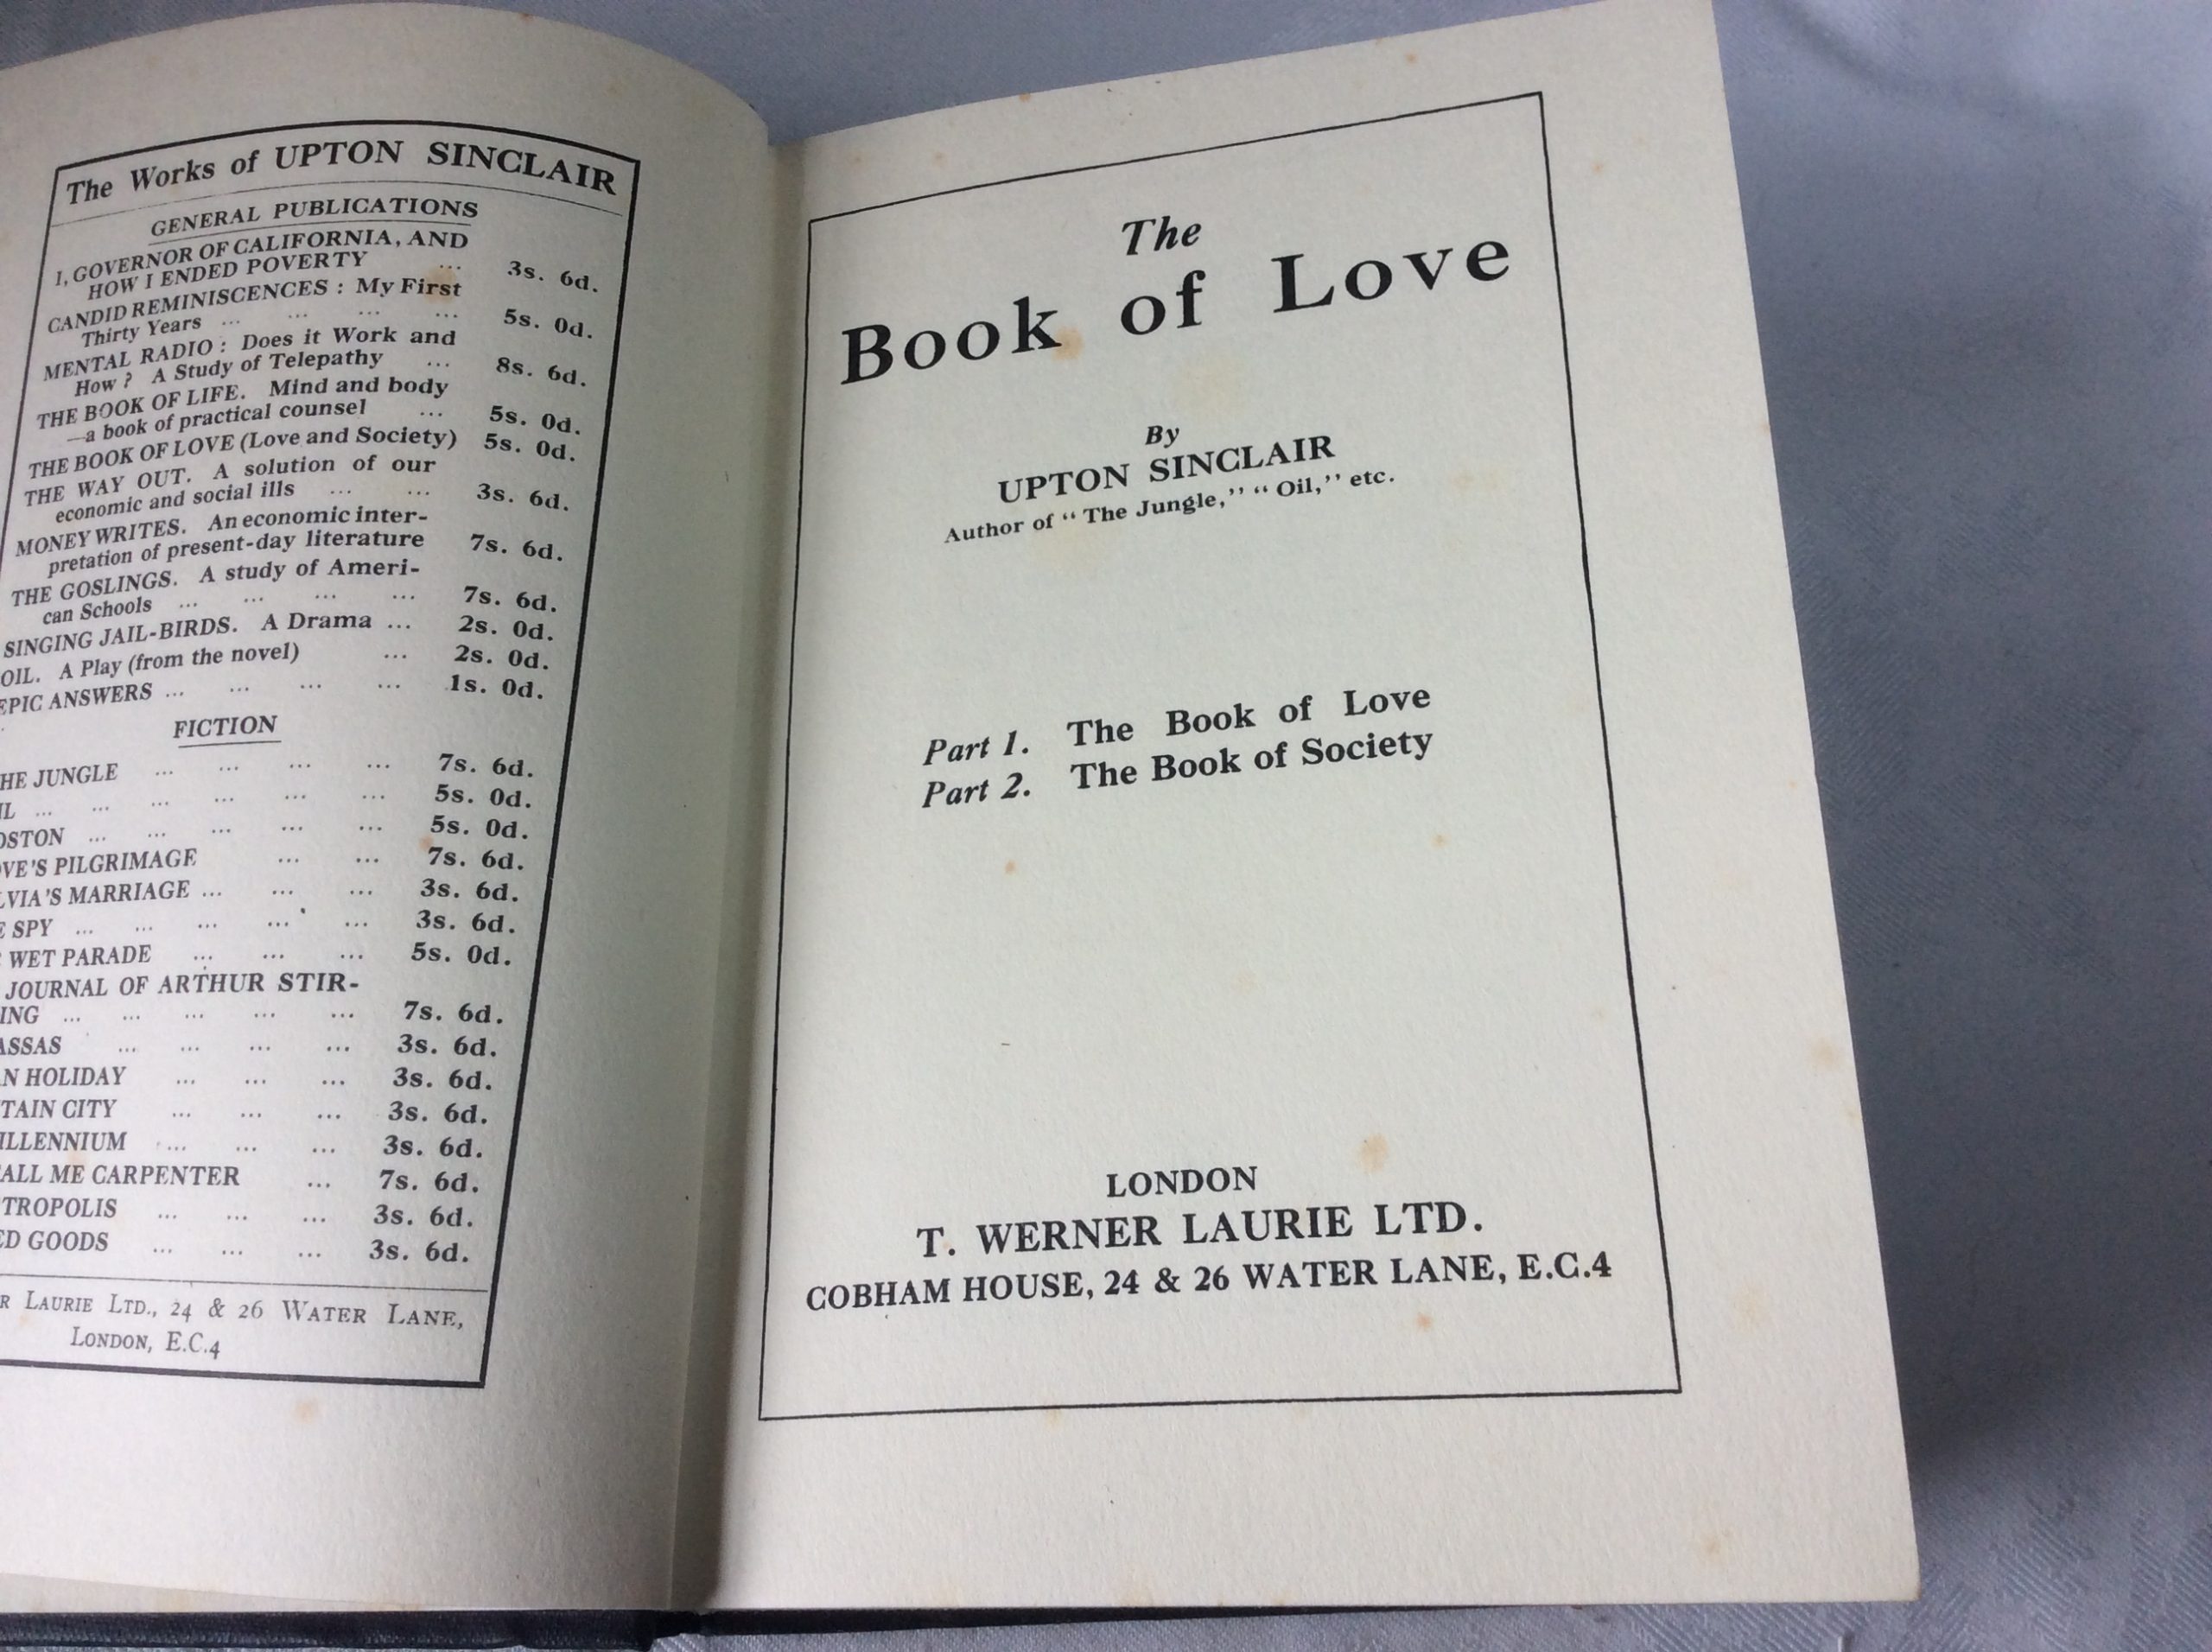 The Works of UPTON SINCLAIR
GENERAL PUBLICATIONS
I, GOVERNOR OF CALIFORNIA, AND
HOW I ENDED POVERTY ... 3s. 6d.
CANDID REMINISCENCES : My First
Thirty Years ... ... ... ... 5s. 0d.
MENTAL RADIO : Does it Work and
How ? A Study of Telepathy ... 8s. 6d.
THE BOOK OF LIFE. Mind and body
—a book of practical counsel ... 5s. 0d.
THE BOOK OF LOVE (Love and Society) 5s. 0d.
THE WAY OUT. A solution of our
economic and social ills ... ... 3s. 6d.
MONEY WRITES. An economic inter-
pretation of present-day literature 7s. 6d.
THE GOSLINGS. A study of Ameri-
can Schools ... ... ... ... 7s. 6d.
SINGING JAIL-BIRDS. A Drama ... 2s. 0d.
OIL. A Play (from the novel) ... 2s. 0d.
EPIC ANSWERS ... ... ... ... 1s. 0d.
FICTION
HE JUNGLE ... ... ... ... 7s. 6d.
IL ... ... ... ... ... 5s. 0d.
OSTON ... ... ... ... ... 5s. 0d.
OVE'S PILGRIMAGE ... ... 7s. 6d.
LVIA'S MARRIAGE ... ... ... 3s. 6d.
E SPY ... ... ... ... ... 3s. 6d.
WET PARADE ... ... ... 5s. 0d.
JOURNAL OF ARTHUR STIR-
ING ... ... ... ... ... 7s. 6d.
ASSAS ... ... ... ... 3s. 6d.
AN HOLIDAY ... ... ... 3s. 6d.
TAIN CITY ... ... ... 3s. 6d.
ILLENNIUM ... ... ... 3s. 6d.
CALL ME CARPENTER ... 7s. 6d.
TROPOLIS ... ... ... 3s. 6d.
ED GOODS ... ... ... 3s. 6d.
R LAURIE LTD., 24 & 26 WATER LANE,
LONDON, E.C.4
The
Book of Love
By
UPTON SINCLAIR
Author of “ The Jungle,” “ Oil,” etc.
Part 1. The Book of Love
Part 2. The Book of Society
LONDON
T. WERNER LAURIE LTD.
COBHAM HOUSE, 24 & 26 WATER LANE, E.C.4